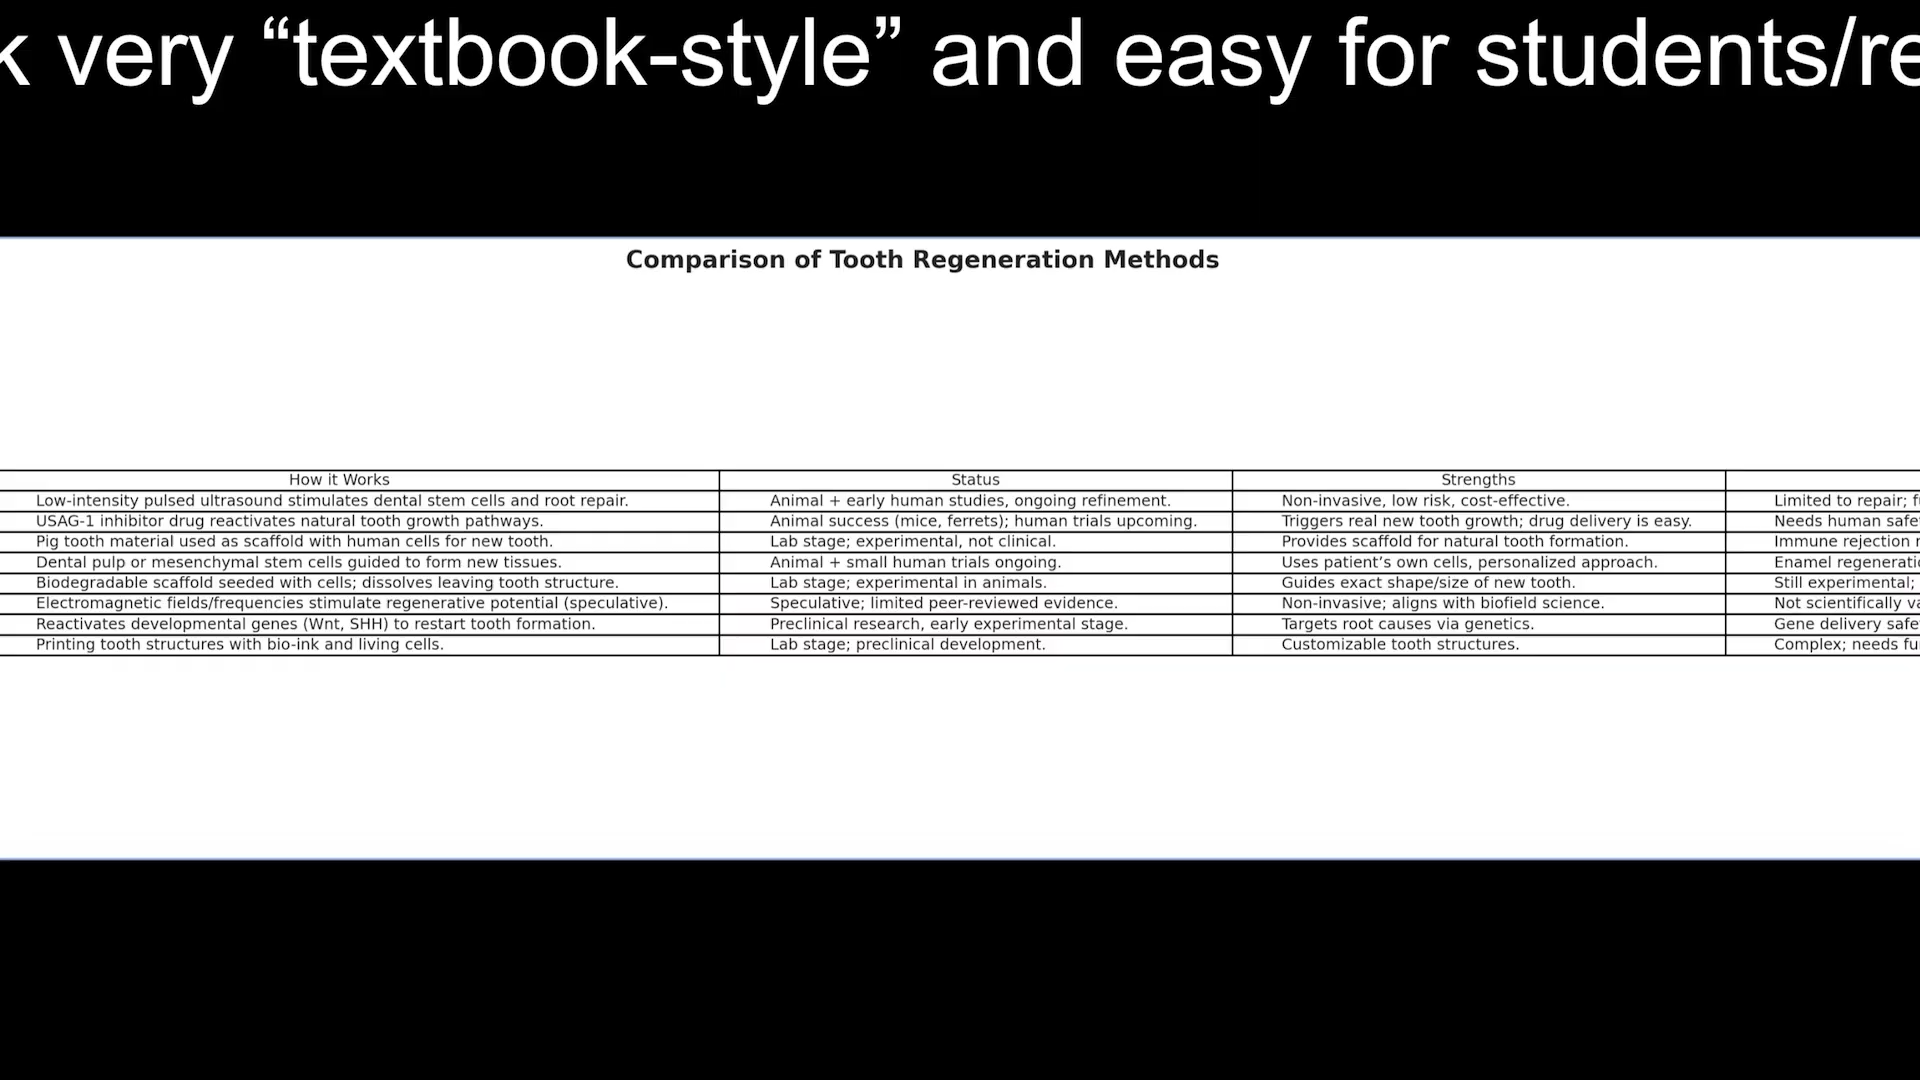 very “textbook-style” and easy for students/re
Comparison of Tooth Regeneration Methods
How it Works Status Strengths
Low-intensity pulsed ultrasound stimulates dental stem cells and root repair. Animal + early human studies, ongoing refinement. Non-invasive, low risk, cost-effective. Limited to repair;
USAG-1 inhibitor drug reactivates natural tooth growth pathways. Animal success (mice, ferrets); human trials upcoming. Triggers real new tooth growth; drug delivery is easy. Needs human safe
Pig tooth material used as scaffold with human cells for new tooth. Lab stage; experimental, not clinical. Provides scaffold for natural tooth formation. Immune rejection
Dental pulp or mesenchymal stem cells guided to form new tissues. Animal + small human trials ongoing. Uses patient’s own cells, personalized approach. Enamel regenerati
Biodegradable scaffold seeded with cells; dissolves leaving tooth structure. Lab stage; experimental in animals. Guides exact shape/size of new tooth. Still experimental;
Electromagnetic fields/frequencies stimulate regenerative potential (speculative). Speculative; limited peer-reviewed evidence. Non-invasive; aligns with biofield science. Not scientifically va
Reactivates developmental genes (Wnt, SHH) to restart tooth formation. Preclinical research, early experimental stage. Targets root causes via genetics. Gene delivery safe
Printing tooth structures with bio-ink and living cells. Lab stage; preclinical development. Customizable tooth structures. Complex; needs fu